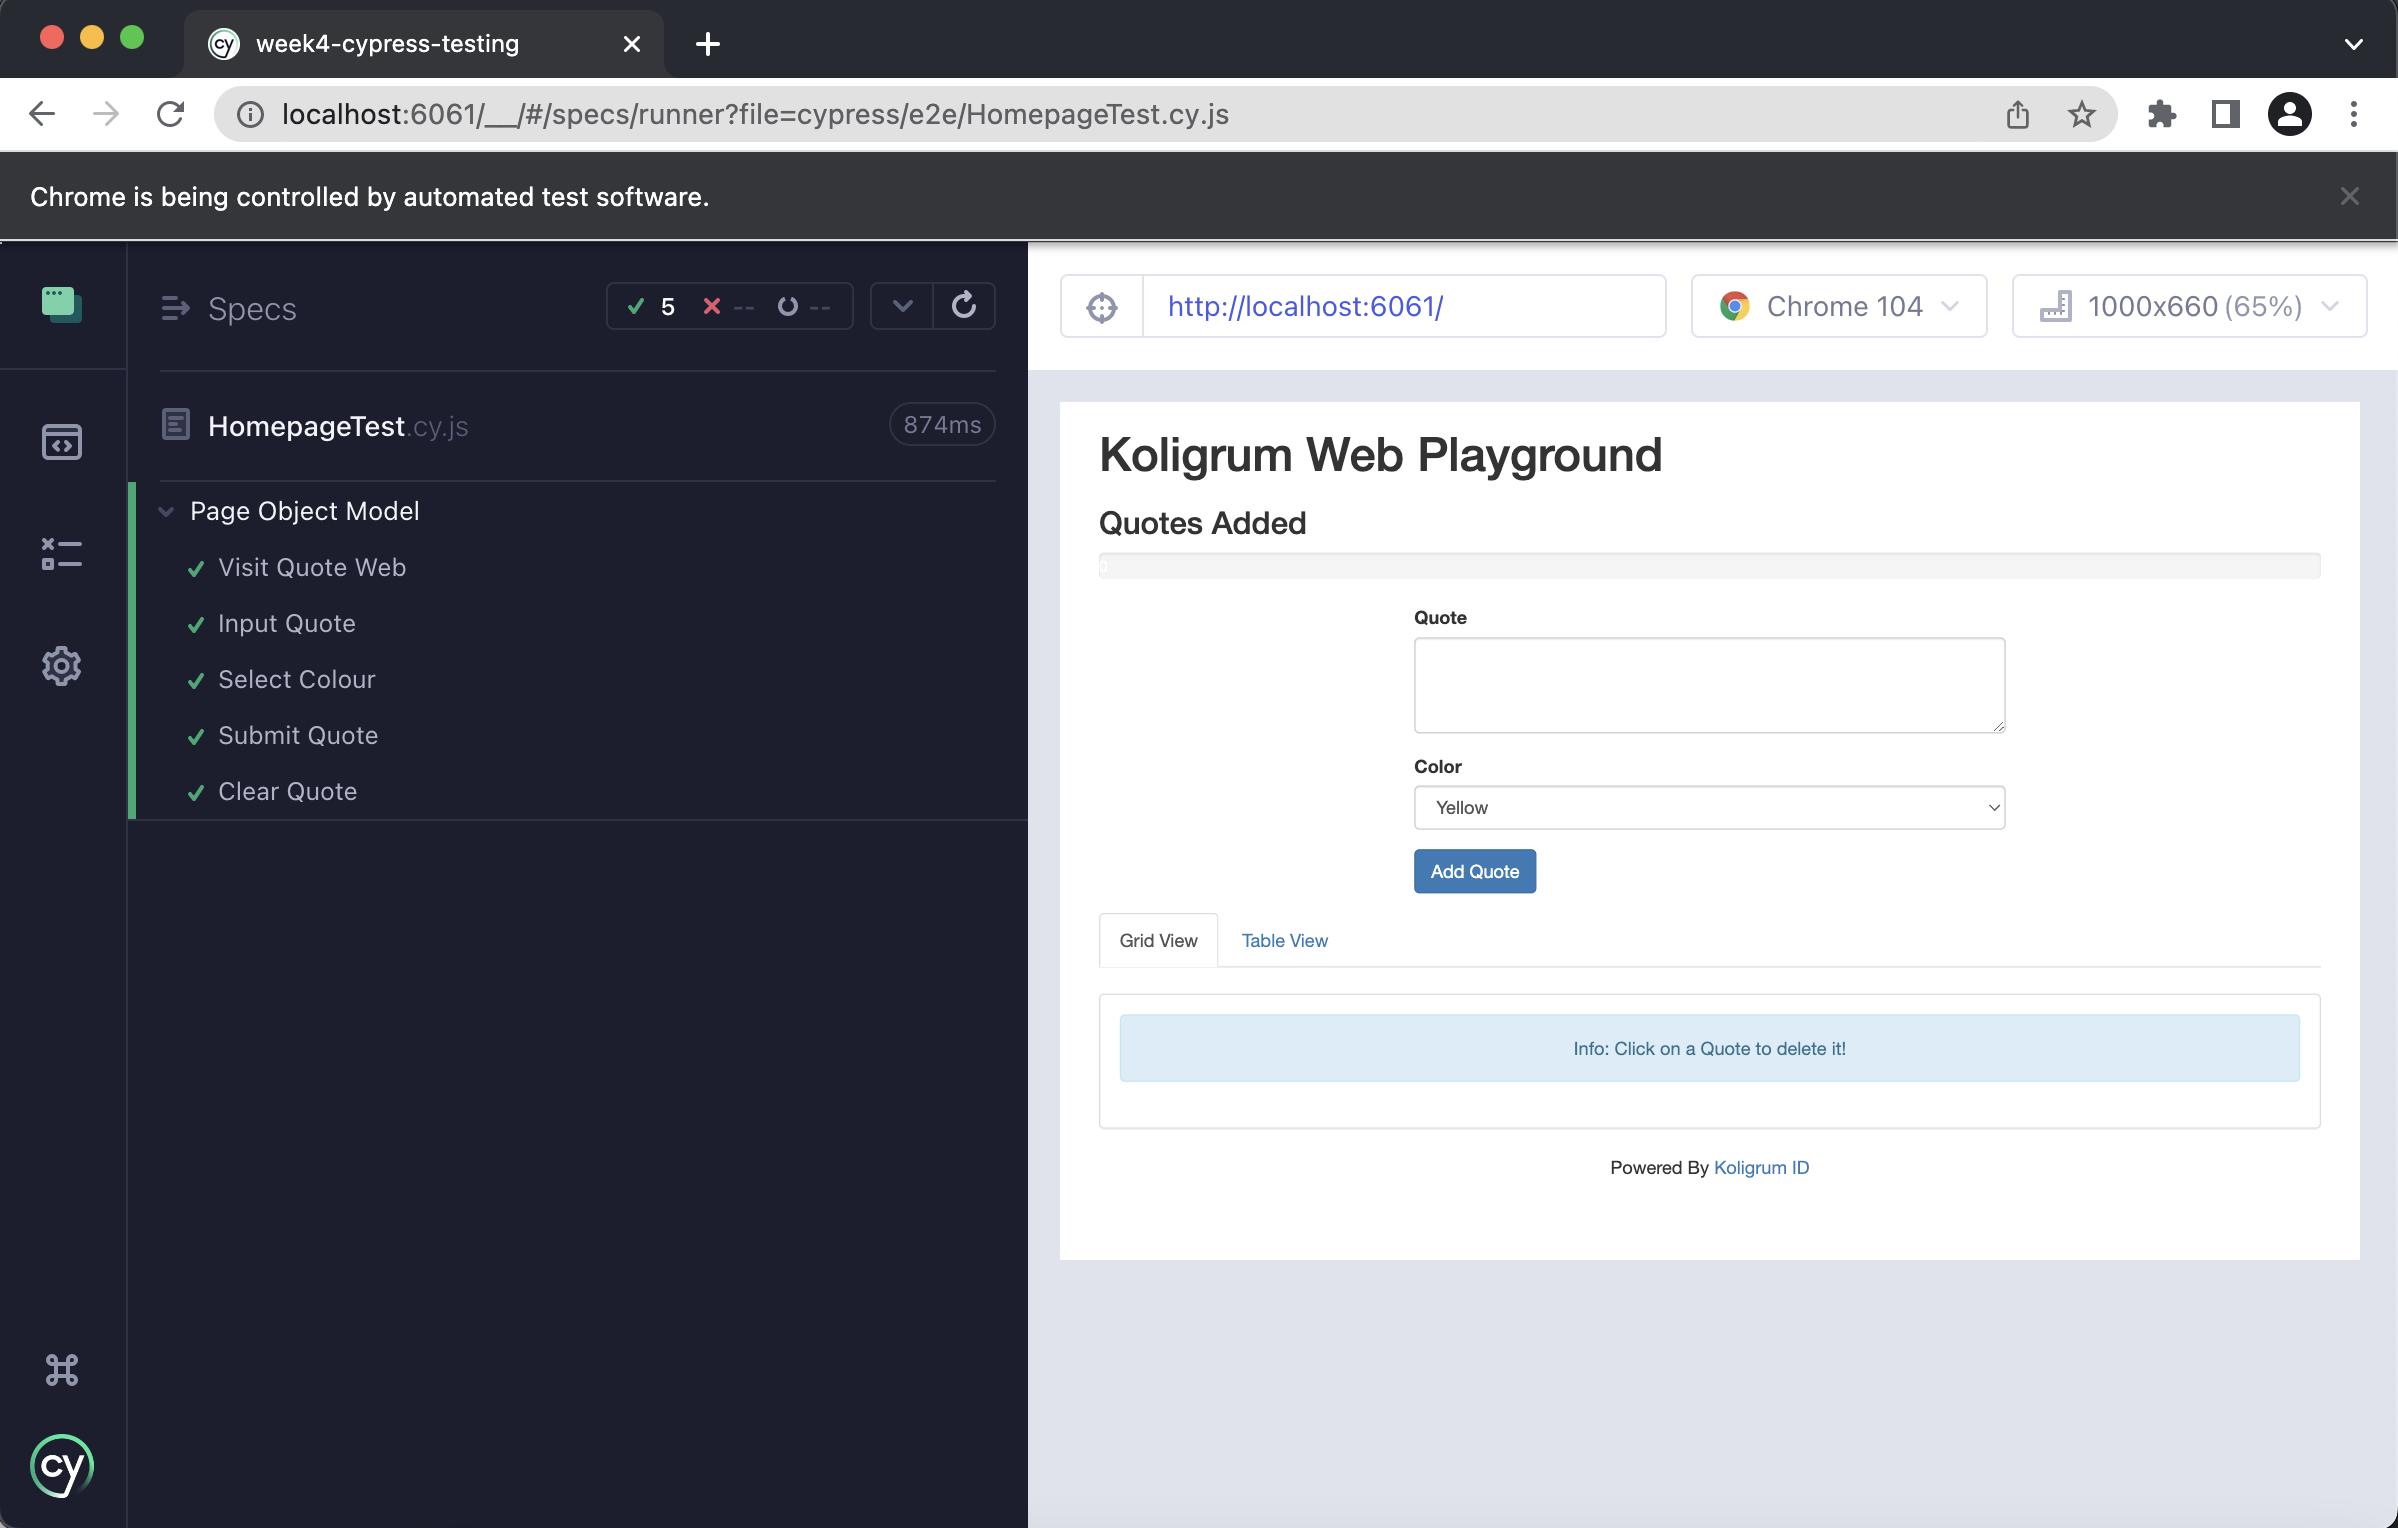 week4-cypress-testing
localhost:6061/__/#/specs/runner?file=cypress/e2e/HomepageTest.cy.js
Chrome is being controlled by automated test software.
Specs
5 -- --
http://localhost:6061/
Chrome 104
1000x660 (65%)
HomepageTest.cy.js
874ms
Page Object Model
Visit Quote Web
Input Quote
Select Colour
Submit Quote
Clear Quote
cy
Koligrum Web Playground
Quotes Added
0
Quote
Color
Yellow
Add Quote
Grid View
Table View
Info: Click on a Quote to delete it!
Powered By Koligrum ID